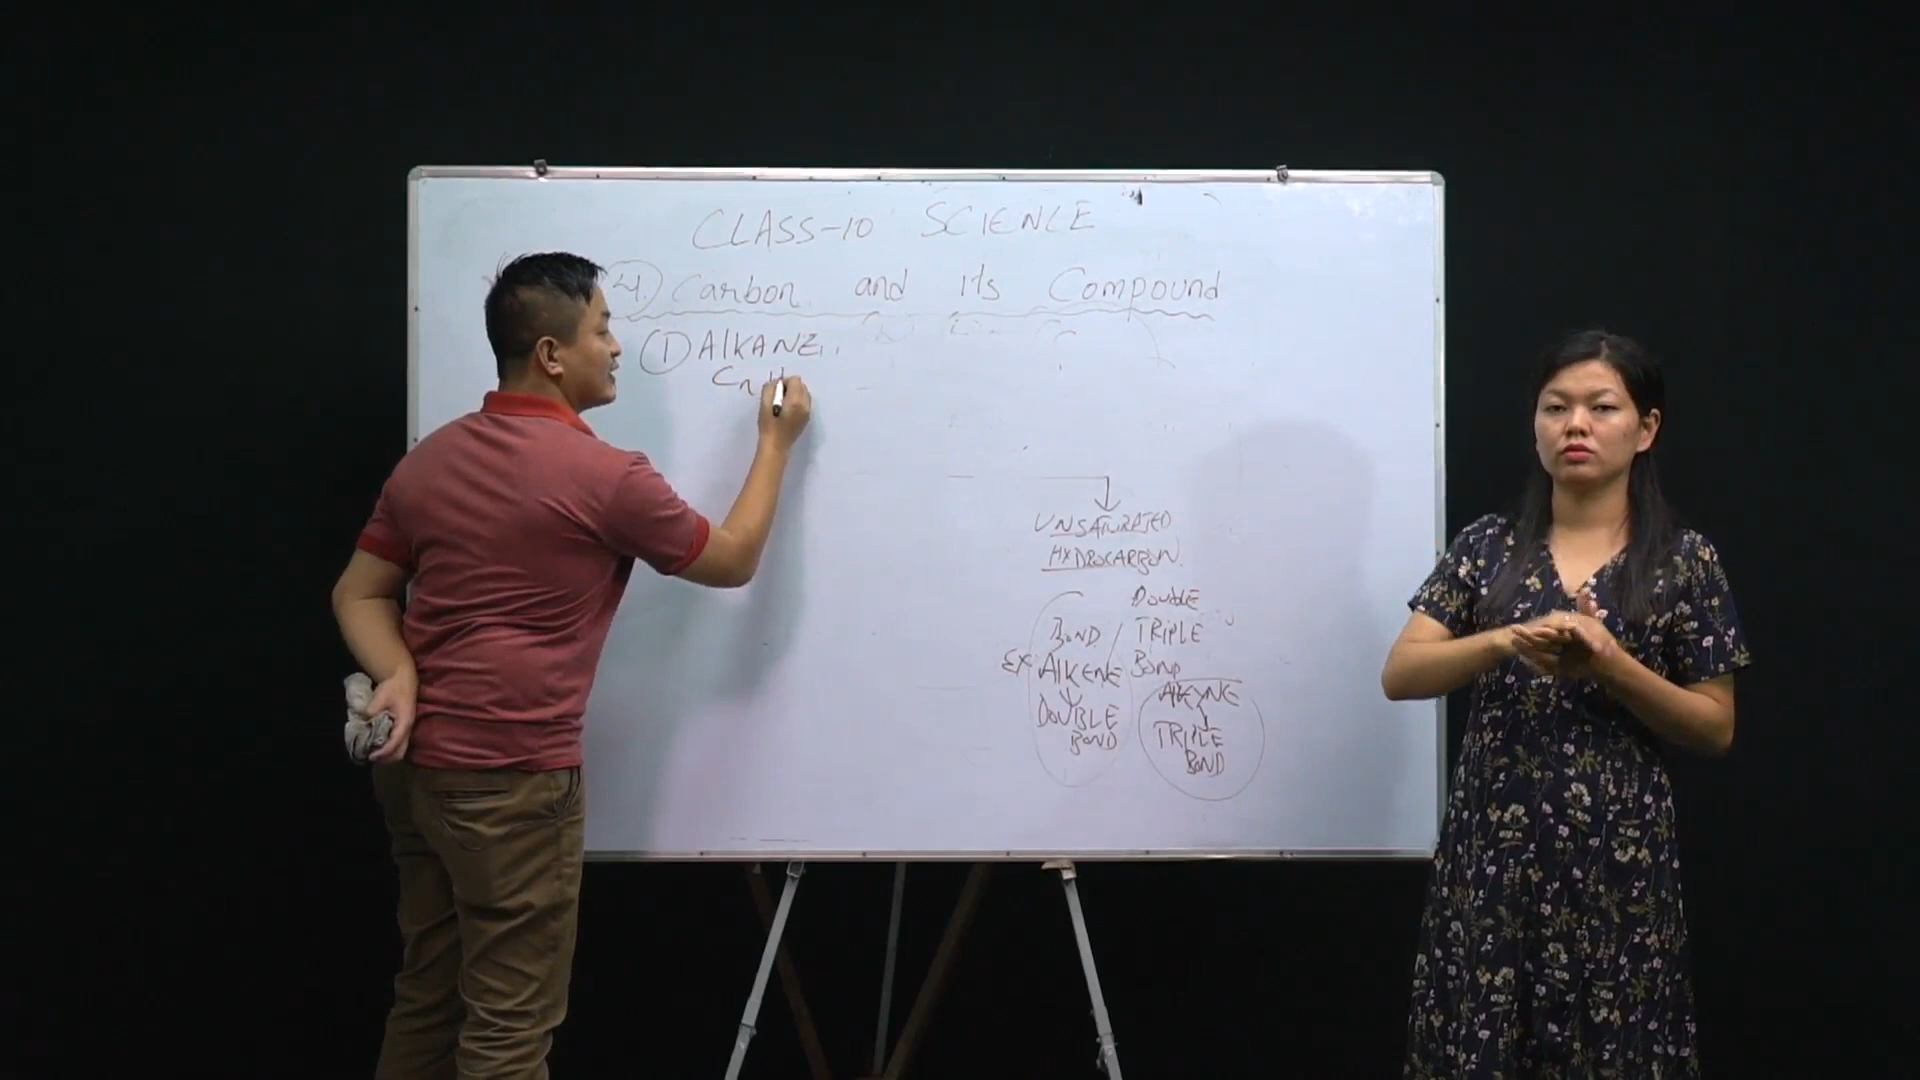 CLASS-10 SCIENCE
4. Carbon and its Compound
1 AlKANE
Cn H
UNSATURATED
HYDROCARBON.
DOUBLE
BOND / TRIPLE
EX AlKENE BOND
DOUBLE
BOND
AlKYNE
TRIPLE
BOND